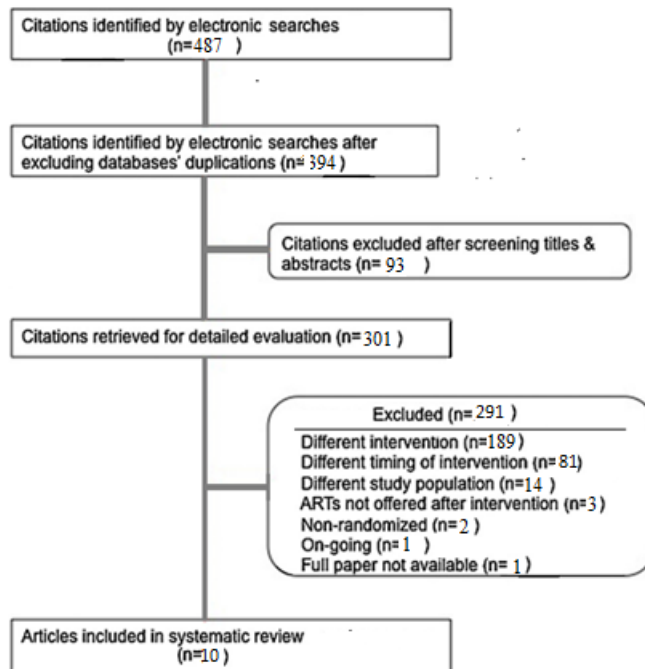 Citations identified by electronic searches
(n=487 )
Citations identified by electronic searches after
excluding databases' duplications (n=394)
Citations excluded after screening titles &
abstracts (n= 93 )
Citations retrieved for detailed evaluation (n=301 )
Excluded (n=291)
Different intervention (n=189)
Different timing of intervention (n=81)
Different study population (n=14)
ARTs not offered after intervention (n=3)
Non-randomized (n=2)
On-going (n=1 )
Full paper not available (n= 1)
Articles included in systematic review
(n=10)